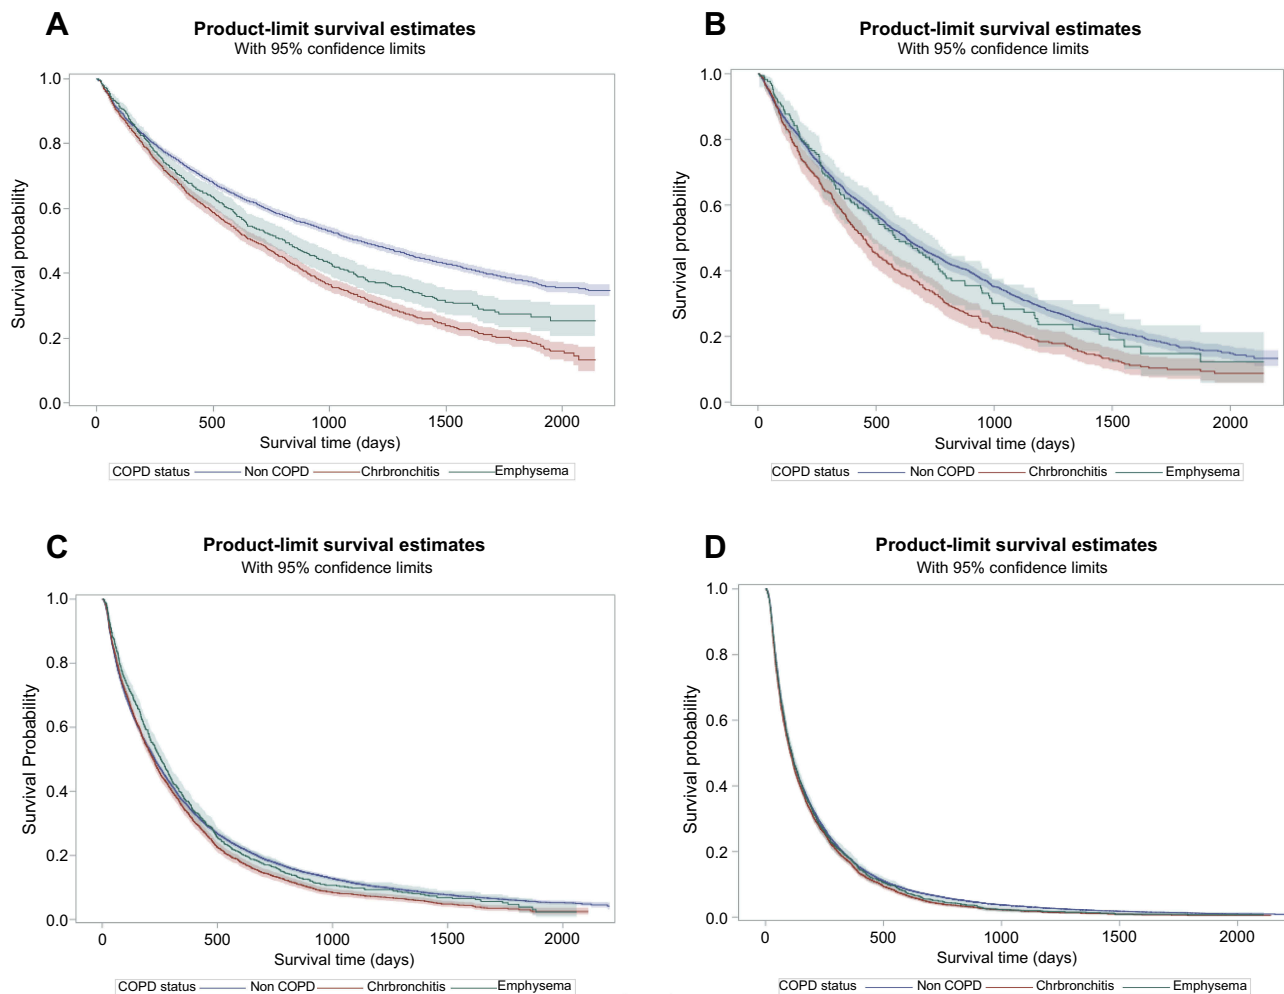 A
Product-limit survival estimates
With 95% confidence limits
Survival probability
1.0
0.8
0.6
0.4
0.2
0.0
0 500 1000 1500 2000
Survival time (days)
COPD status Non COPD Chrbronchitis Emphysema
B
Product-limit survival estimates
With 95% confidence limits
Survival probability
1.0
0.8
0.6
0.4
0.2
0.0
0 500 1000 1500 2000
Survival time (days)
COPD status Non COPD Chrbronchitis Emphysema
C
Product-limit survival estimates
With 95% confidence limits
Survival Probability
1.0
0.8
0.6
0.4
0.2
0.0
0 500 1000 1500 2000
Survival time (days)
COPD status Non COPD Chrbronchitis Emphysema
D
Product-limit survival estimates
With 95% confidence limits
Survival probability
1.0
0.8
0.6
0.4
0.2
0.0
0 500 1000 1500 2000
Survival time (days)
COPD status Non COPD Chrbronchitis Emphysema